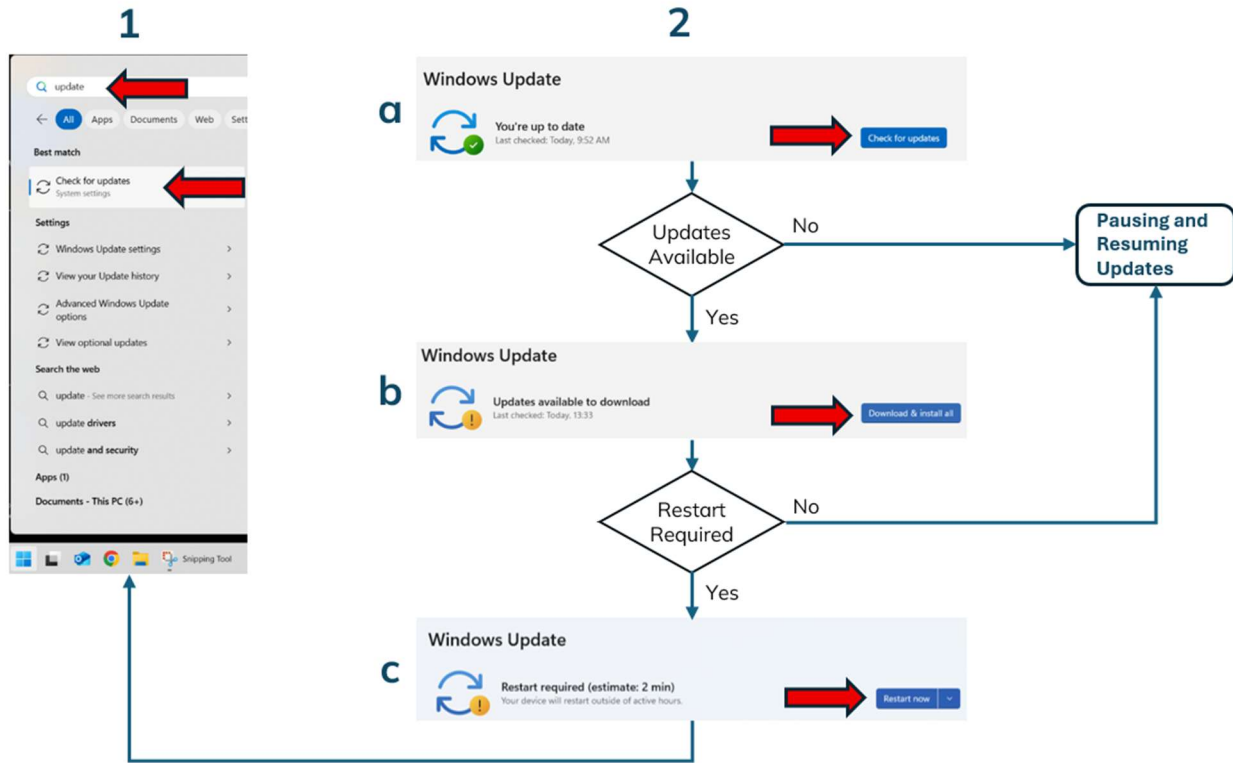 1
update
All Apps Documents Web Sett
Best match
Check for updates
System settings
Settings
Windows Update settings
View your Update history
Advanced Windows Update
options
View optional updates
Search the web
update - See more search results
update drivers
update and security
Apps (1)
Documents - This PC (6+)
Snipping Tool
2
a
Windows Update
You're up to date
Last checked: Today, 9:52 AM
Check for updates
Updates
Available
No
Yes
Pausing and
Resuming
Updates
b
Windows Update
Updates available to download
Last checked: Today, 13:33
Download & install all
Restart
Required
No
Yes
c
Windows Update
Restart required (estimate: 2 min)
Your device will restart outside of active hours.
Restart now